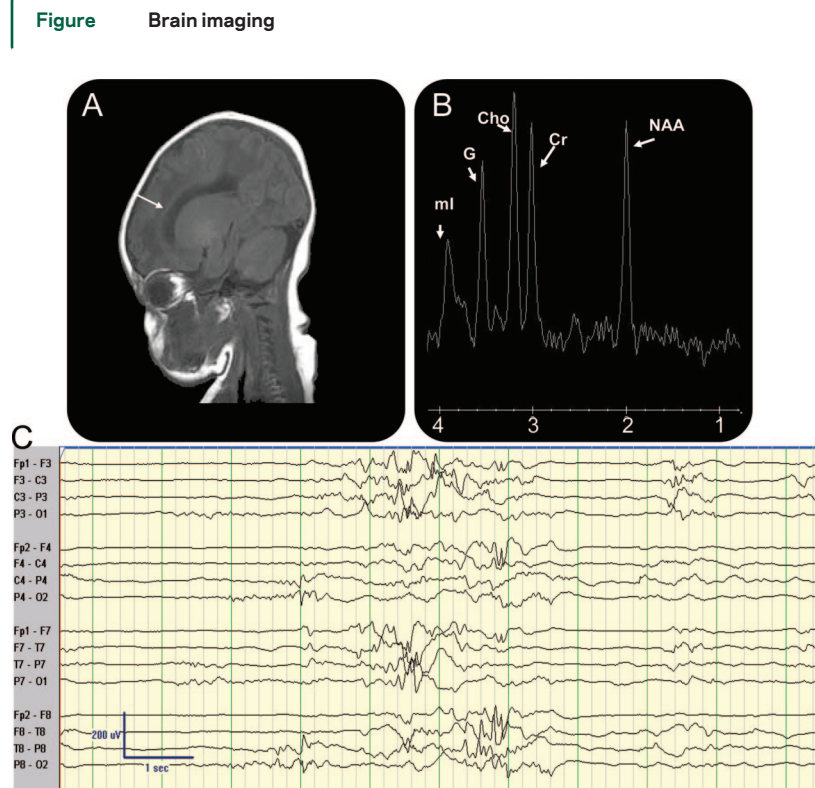 Figure Brain imaging
A
B
Cho
NAA
Cr
G
mI
4 3 2 1
C
Fp1 - F3
F3 - C3
C3 - P3
P3 - O1
Fp2 - F4
F4 - C4
C4 - P4
P4 - O2
Fp1 - F7
F7 - T7
T7 - P7
P7 - O1
Fp2 - F8
F8 - T8
T8 - P8
P8 - O2
200 uV
1 sec